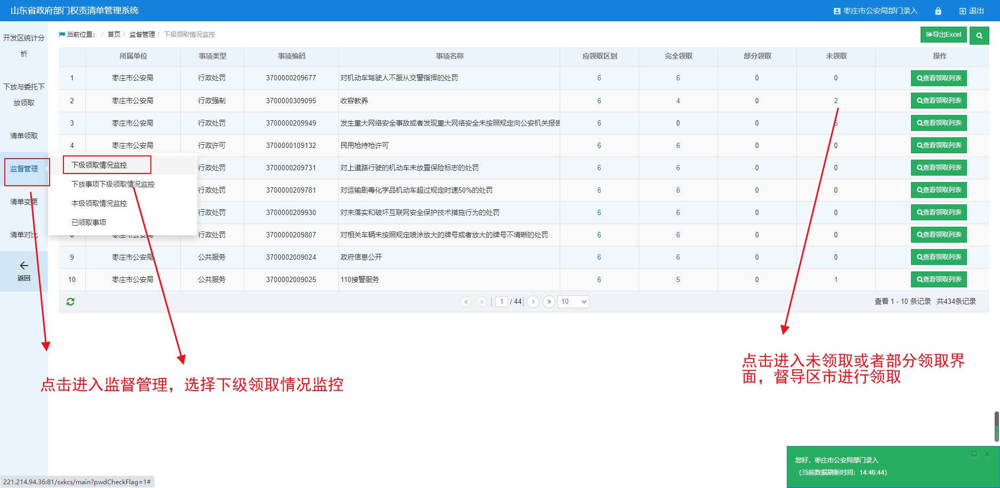 山东省政府部门权责清单管理系统
枣庄市公安局部门录入
退出
开发区统计分
析
下放与委托下
放领取
清单领取
监督管理
清单变更
清单对比
返回
当前位置： / 首页 / 监督管理 / 下级领取情况监控
导出Excel
所属单位 事项类型 事项编码 事项名称 应领取区划 完全领取 部分领取 未领取 操作
1 枣庄市公安局 行政处罚 3700000209677 对机动车驾驶人不服从交警指挥的处罚 6 6 0 0 查看领取列表
2 枣庄市公安局 行政强制 3700000309095 收容教养 6 4 0 2 查看领取列表
3 枣庄市公安局 行政处罚 3700000209949 发生重大网络安全事故或者发现重大网络安全未按照规定向公安机关报告 6 0 0 6 查看领取列表
4 枣庄市公安局 行政许可 3700000109132 民用枪持枪许可 6 6 0 0 查看领取列表
行政处罚 3700000209731 对上道路行驶的机动车未放置保险标志的处罚 6 6 0 0 查看领取列表
行政处罚 3700000209781 对运输剧毒化学品机动车超过规定时速50%的处罚 6 6 0 0 查看领取列表
行政处罚 3700000209930 对未落实和破坏互联网安全保护技术措施行为的处罚 6 6 0 0 查看领取列表
8 枣庄市公安局 行政处罚 3700000209807 对相关车辆未按照规定喷涂放大的牌号或者放大的牌号不清晰的处罚 6 6 0 0 查看领取列表
9 枣庄市公安局 公共服务 3700002009024 政府信息公开 6 6 0 0 查看领取列表
10 枣庄市公安局 公共服务 3700002009025 110接警服务 6 5 0 1 查看领取列表
下级领取情况监控
下放事项下级领取情况监控
本级领取情况监控
已领取事项
1 / 44 10
查看 1 - 10 条记录 共434条记录
点击进入监督管理，选择下级领取情况监控
点击进入未领取或者部分领取界
面，督导区市进行领取
您好，枣庄市公安局部门录入
（当前数据刷新时间：14:46:44）
221.214.94.36:81/sxkcs/main?pwdCheckFlag=1#